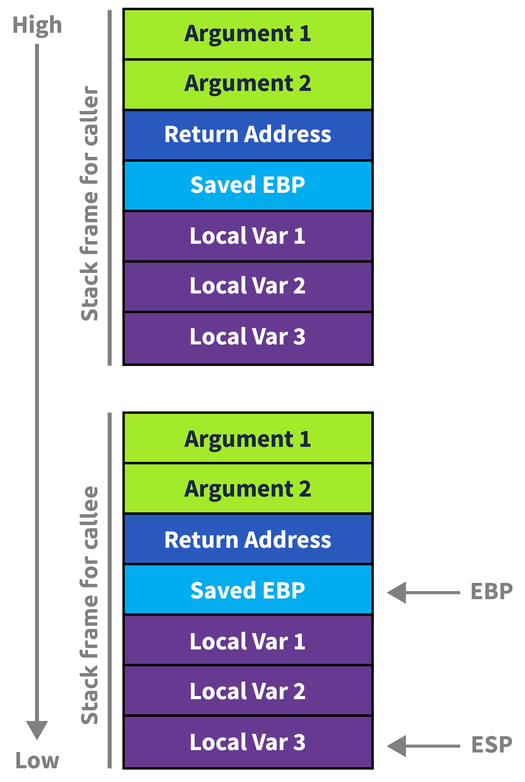 High
Stack frame for caller
Argument 1
Argument 2
Return Address
Saved EBP
Local Var 1
Local Var 2
Local Var 3
Stack frame for callee
Argument 1
Argument 2
Return Address
Saved EBP
EBP
Local Var 1
Local Var 2
Local Var 3
ESP
Low